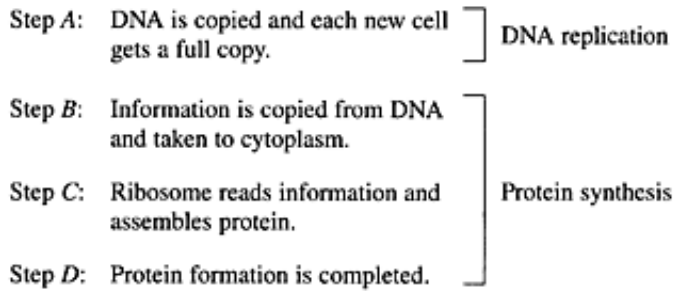 Step A: DNA is copied and each new cell
gets a full copy.
DNA replication
Step B: Information is copied from DNA
and taken to cytoplasm.
Step C: Ribosome reads information and
assembles protein.
Protein synthesis
Step D: Protein formation is completed.